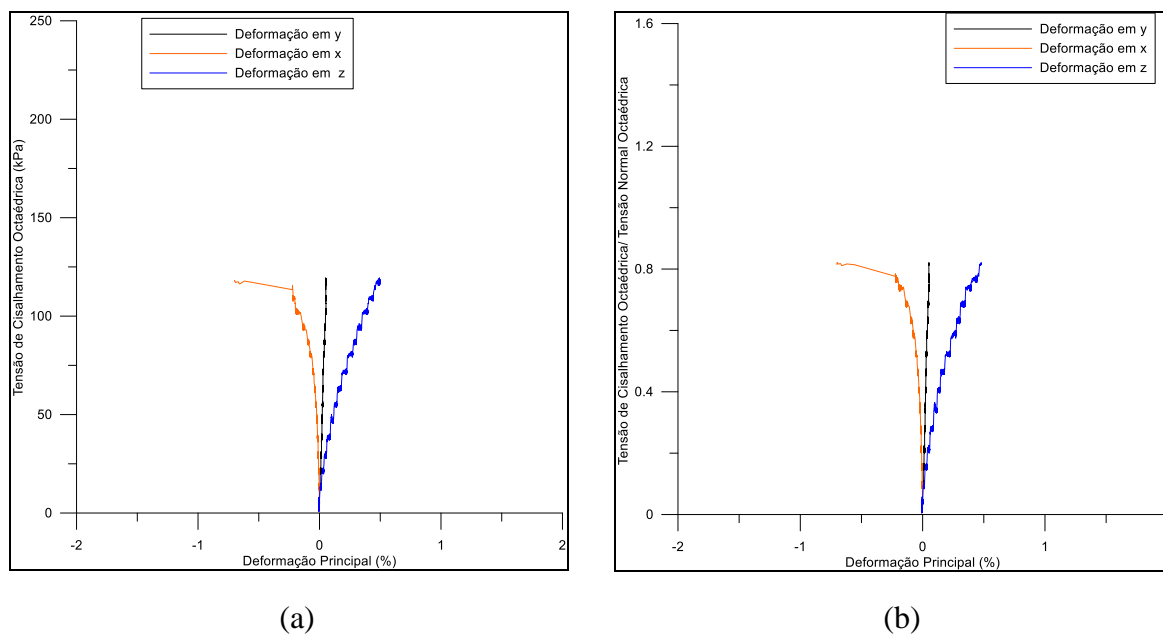 Deformação em y
Deformação em x
Deformação em z
250
200
150
100
50
0
-2
-1
0
1
2
Tensão de Cisalhamento Octaédrica (kPa)
Deformação Principal (%)
(a)
Deformação em y
Deformação em x
Deformação em z
1.6
1.2
0.8
0.4
0
-2
-1
0
1
Tensão de Cisalhamento Octaédrica/ Tensão Normal Octaédrica
Deformação Principal (%)
(b)